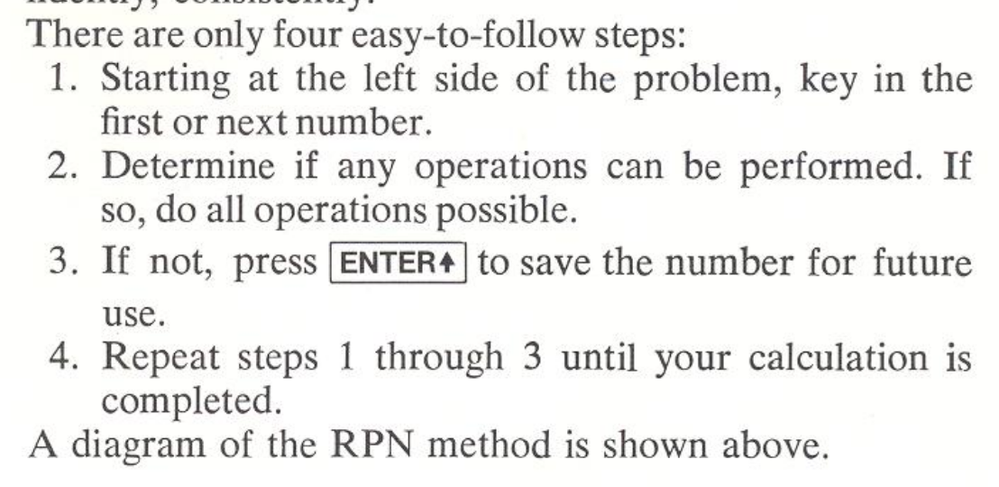 There are only four easy-to-follow steps:
1. Starting at the left side of the problem, key in the
first or next number.
2. Determine if any operations can be performed. If
so, do all operations possible.
3. If not, press ENTER↑ to save the number for future
use.
4. Repeat steps 1 through 3 until your calculation is
completed.
A diagram of the RPN method is shown above.